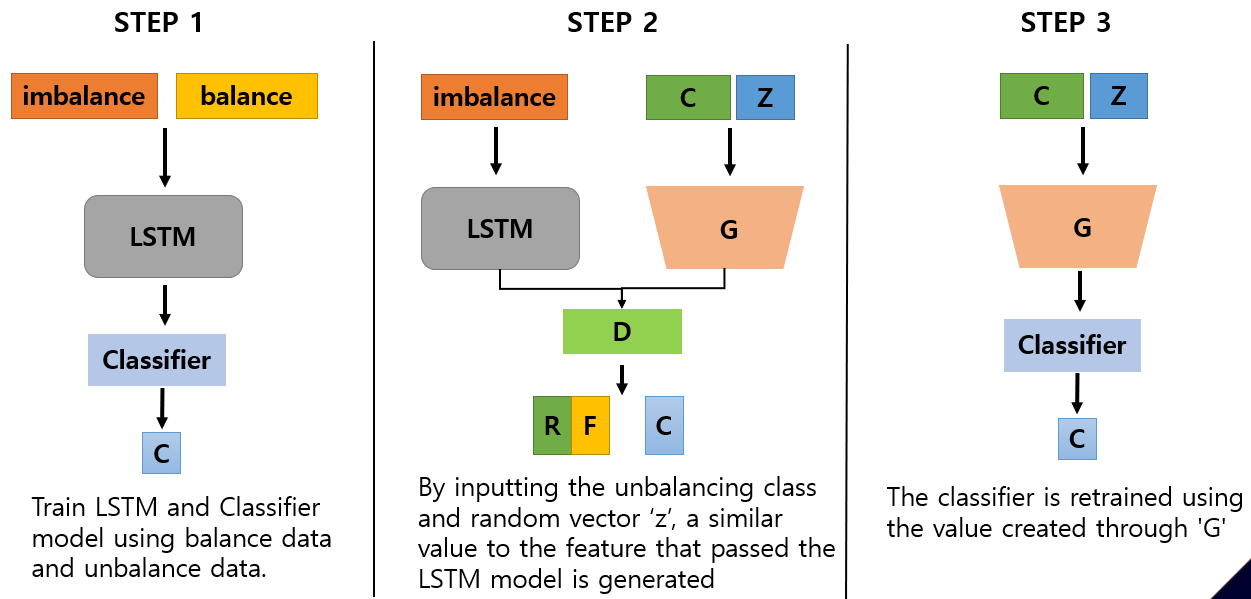 STEP 1
imbalance
balance
LSTM
Classifier
C
Train LSTM and Classifier
model using balance data
and unbalance data.
STEP 2
imbalance
C
Z
LSTM
G
D
R
F
C
By inputting the unbalancing class
and random vector ‘z’, a similar
value to the feature that passed the
LSTM model is generated
STEP 3
C
Z
G
Classifier
C
The classifier is retrained using
the value created through 'G'